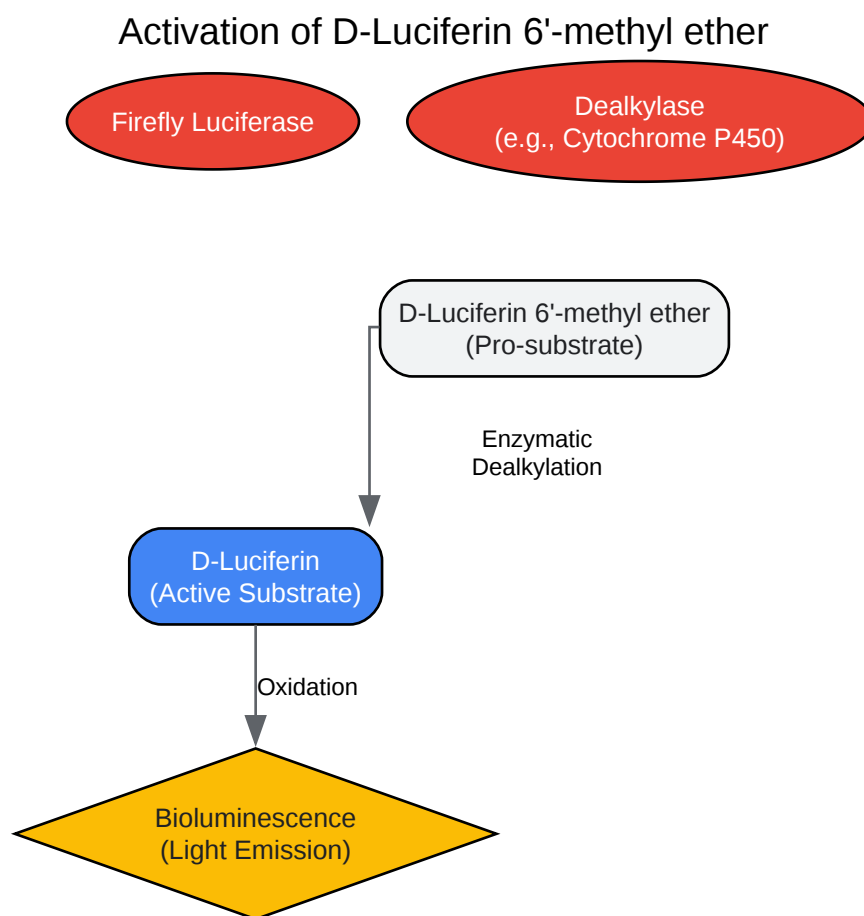 Activation of D-Luciferin 6'-methyl ether
Firefly Luciferase
Dealkylase
(e.g., Cytochrome P450)
D-Luciferin 6'-methyl ether
(Pro-substrate)
Enzymatic
Dealkylation
D-Luciferin
(Active Substrate)
Oxidation
Bioluminescence
(Light Emission)